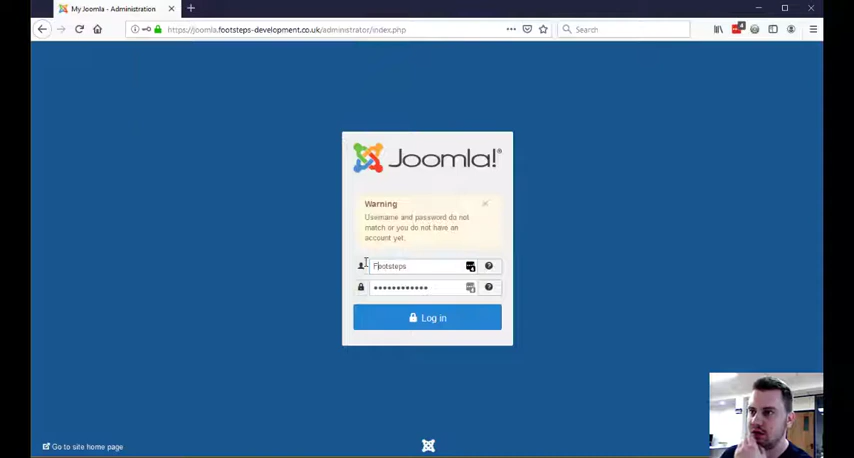 My Joomla - Administration
https://joomla.footsteps-development.co.uk/administrator/index.php
Search
4
Joomla!®
Warning
Username and password do not
match or you do not have an
account yet.
Footsteps
Log in
Go to site home page